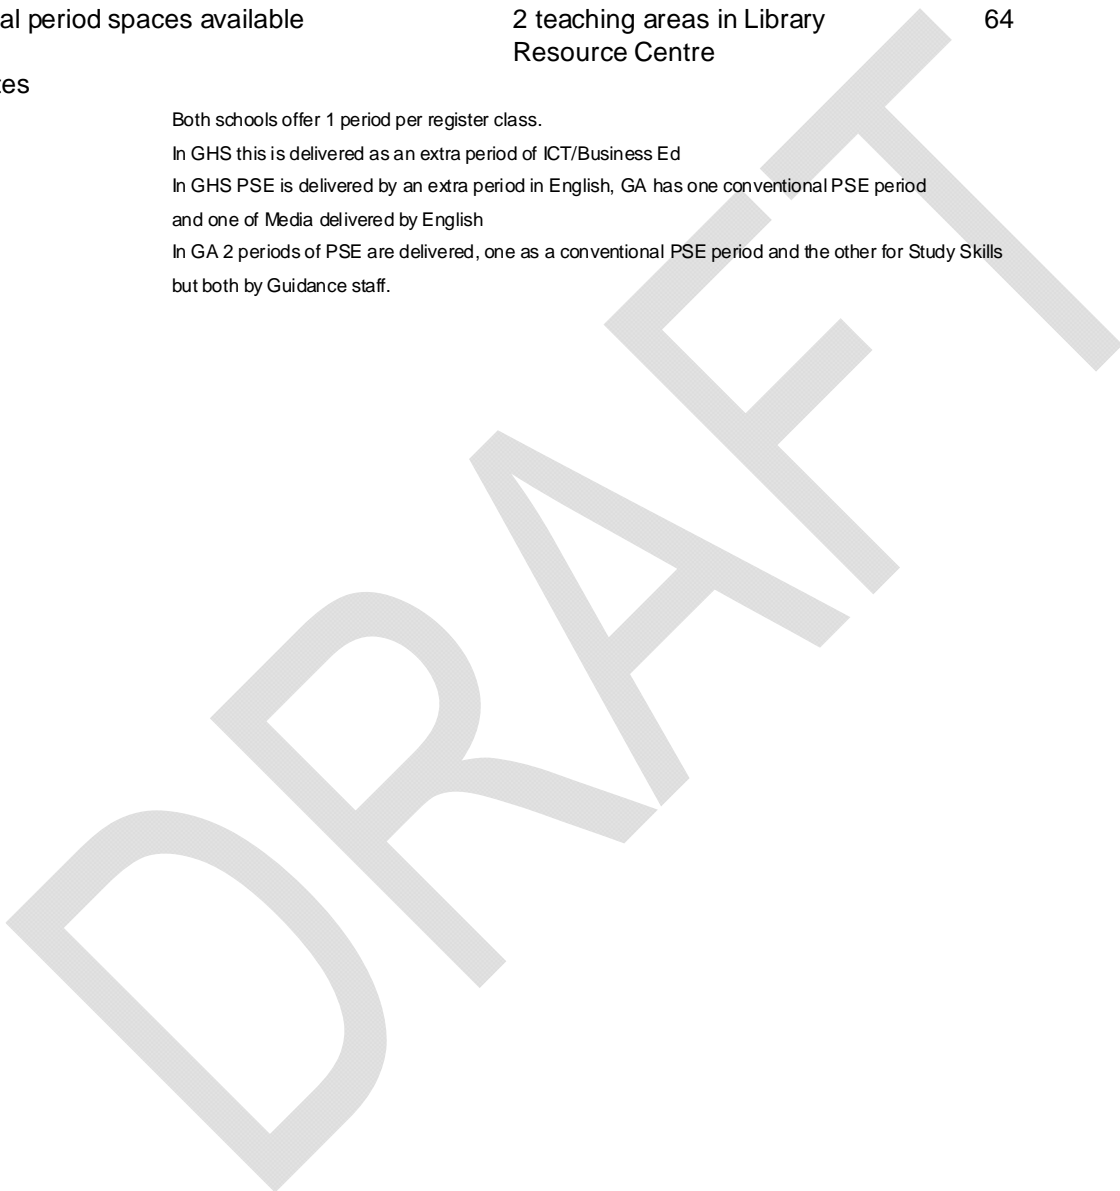 al period spaces available 2 teaching areas in Library 64
Resource Centre
tes
Both schools offer 1 period per register class.
In GHS this is delivered as an extra period of ICT/Business Ed
In GHS PSE is delivered by an extra period in English, GA has one conventional PSE period
and one of Media delivered by English
In GA 2 periods of PSE are delivered, one as a conventional PSE period and the other for Study Skills
but both by Guidance staff.
DRAFT